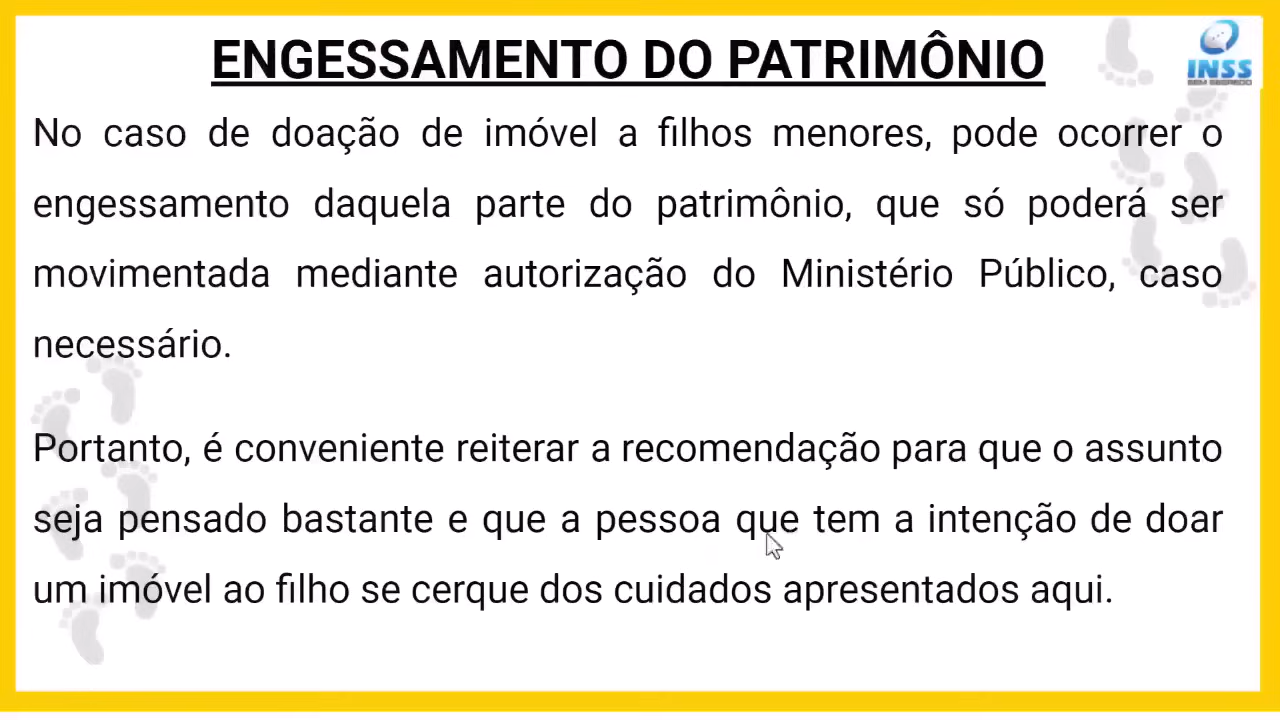 ENGESSAMENTO DO PATRIMÔNIO
INSS
SEM SEGREDO
No caso de doação de imóvel a filhos menores, pode ocorrer o
engessamento daquela parte do patrimônio, que só poderá ser
movimentada mediante autorização do Ministério Público, caso
necessário.
Portanto, é conveniente reiterar a recomendação para que o assunto
seja pensado bastante e que a pessoa que tem a intenção de doar
um imóvel ao filho se cerque dos cuidados apresentados aqui.